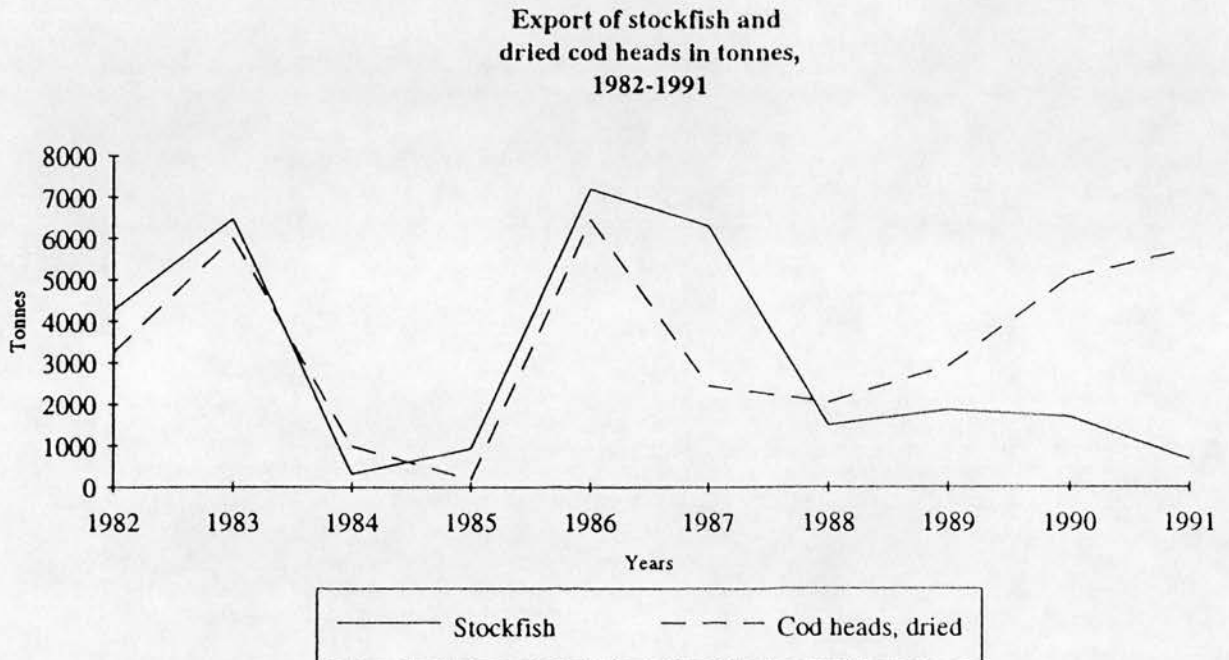 Export of stockfish and
dried cod heads in tonnes,
1982-1991
8000
7000
6000
5000
4000
3000
2000
1000
0
Tonnes
1982 1983 1984 1985 1986 1987 1988 1989 1990 1991
Years
Stockfish Cod heads, dried